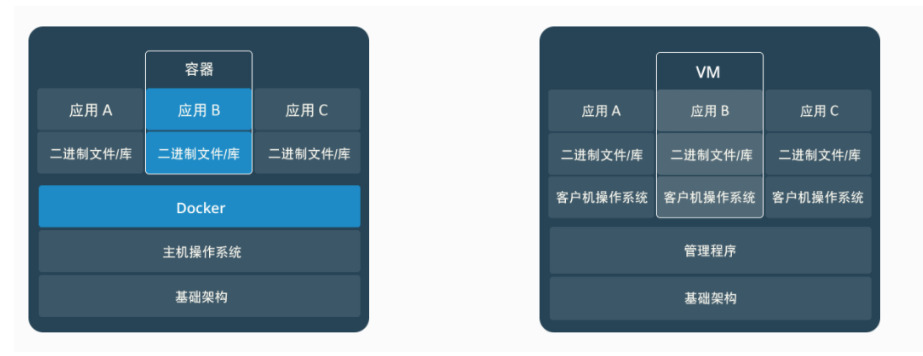 容器
应用 A 应用 B 应用 C
二进制文件/库 二进制文件/库 二进制文件/库
Docker
主机操作系统
基础架构
VM
应用 A 应用 B 应用 C
二进制文件/库 二进制文件/库 二进制文件/库
客户机操作系统 客户机操作系统 客户机操作系统
管理程序
基础架构